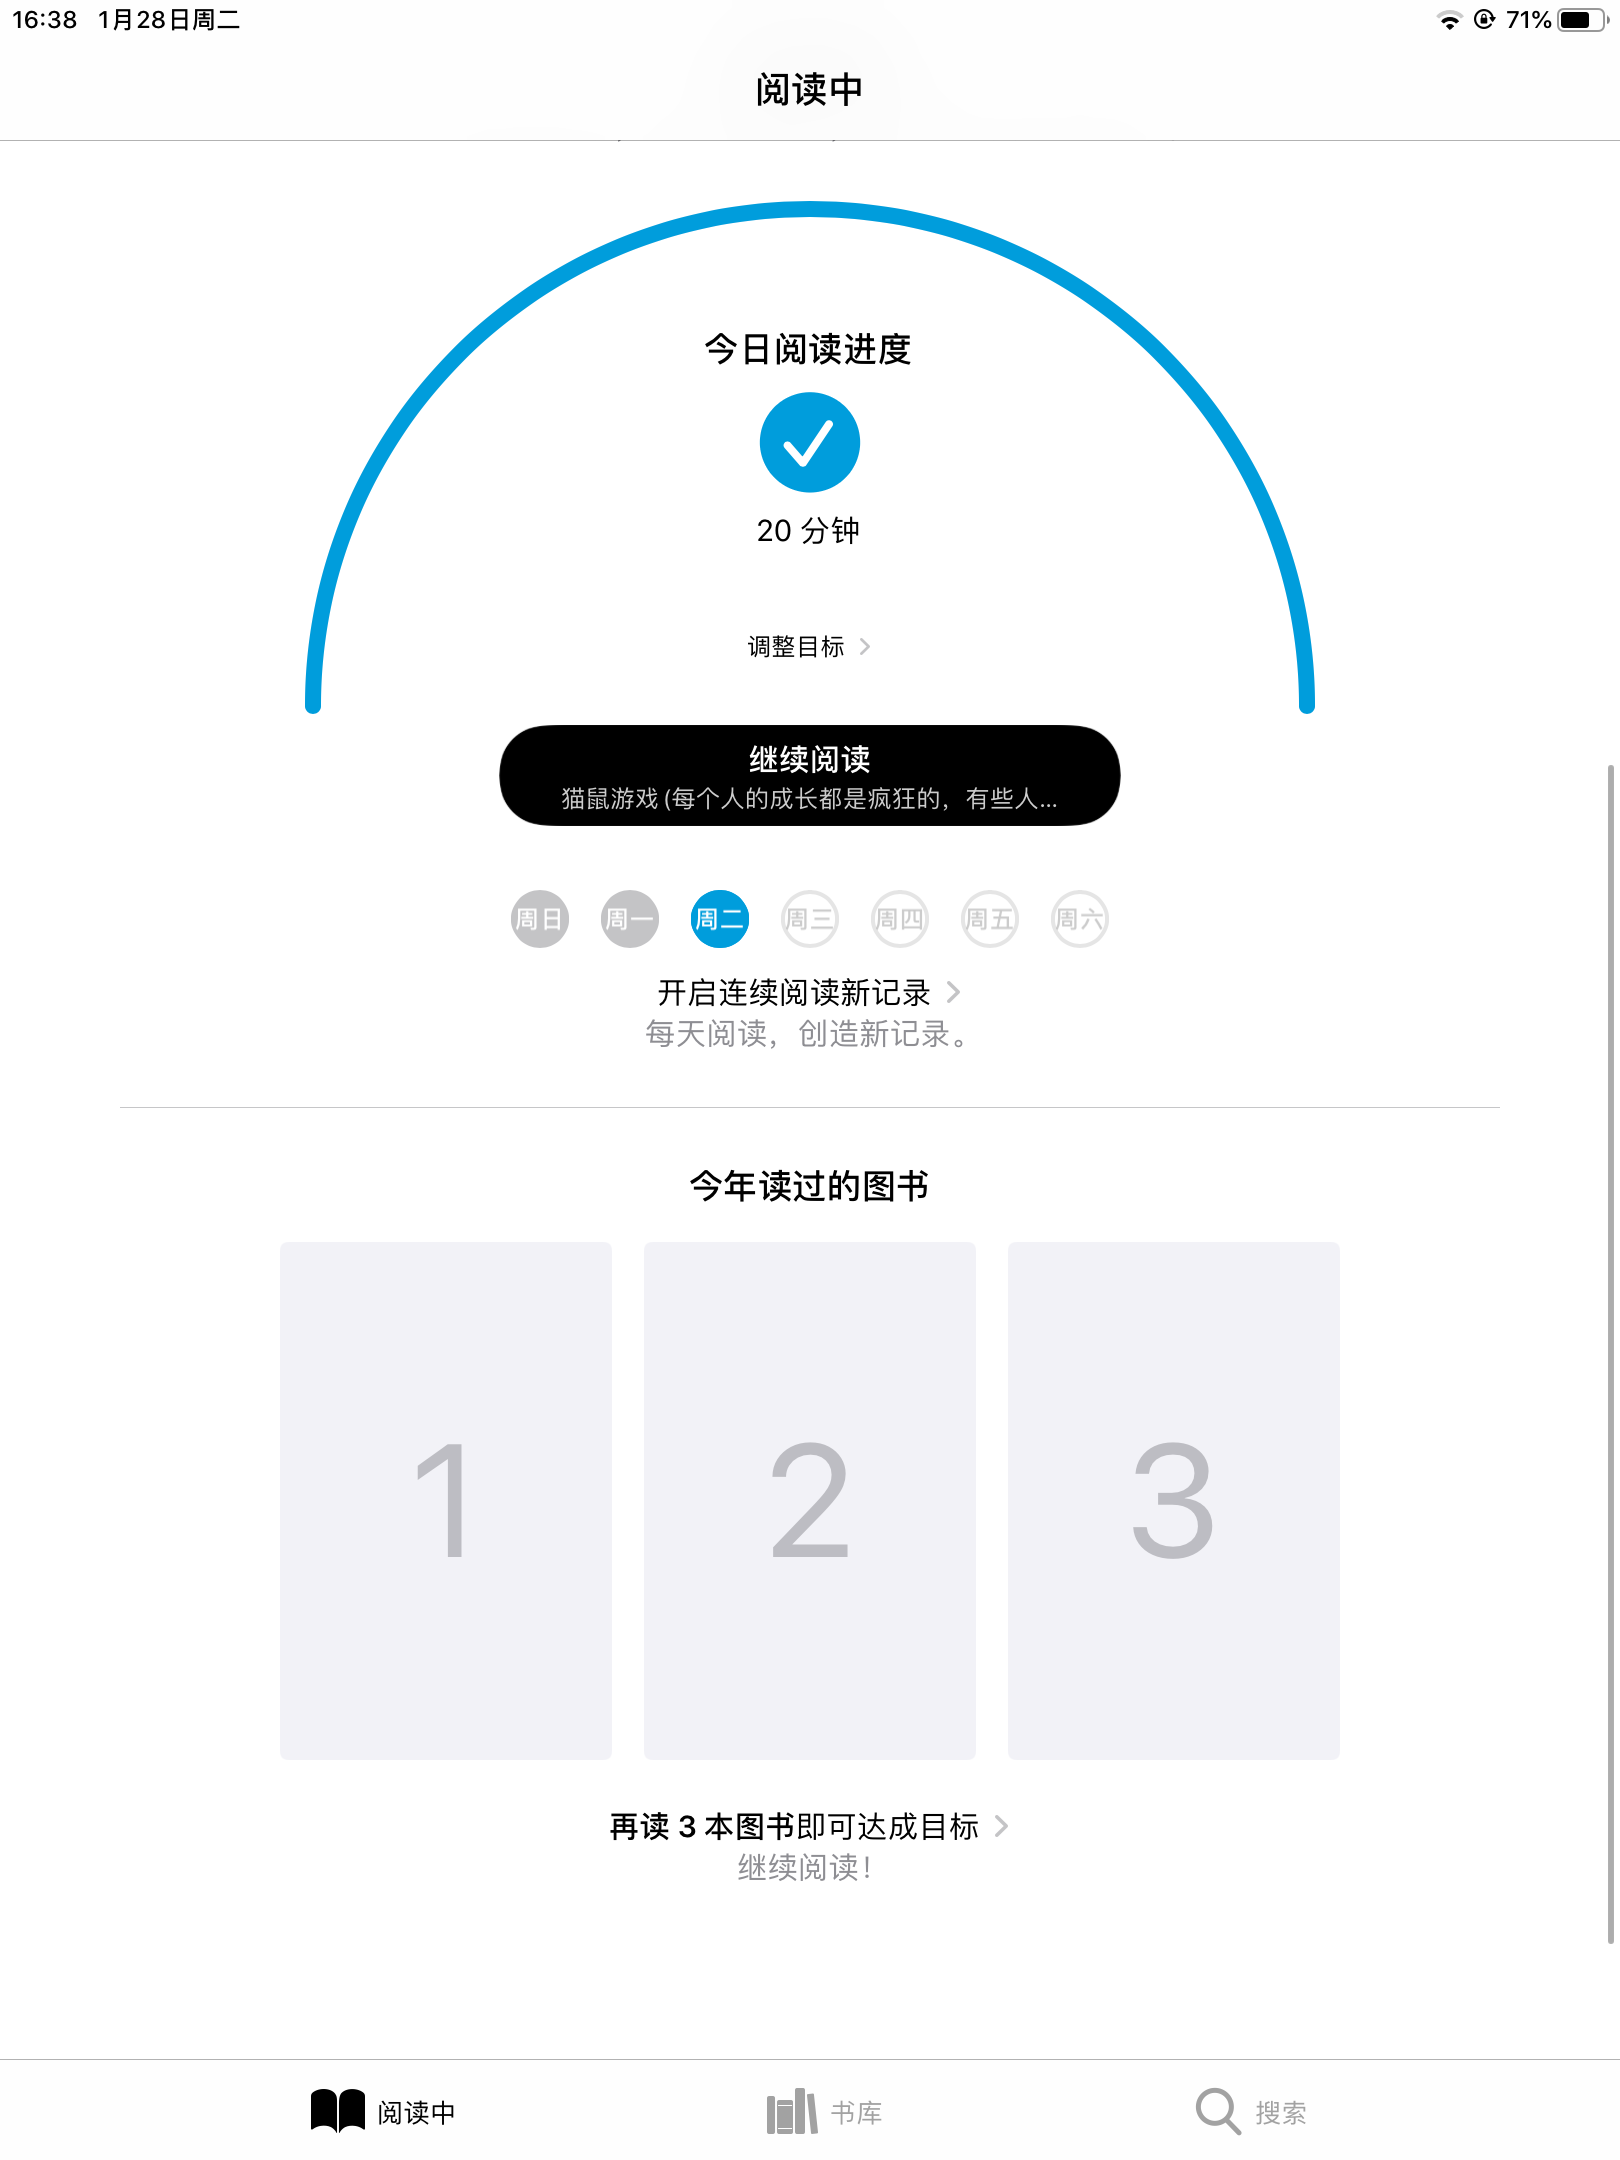 16:38 1月28日周二 71%
阅读中
今日阅读进度
20 分钟
调整目标
继续阅读
猫鼠游戏 (每个人的成长都是疯狂的，有些人...
周日 周一 周二 周三 周四 周五 周六
开启连续阅读新记录
每天阅读，创造新记录。
今年读过的图书
1 2 3
再读 3 本图书即可达成目标
继续阅读！
阅读中 书库 搜索